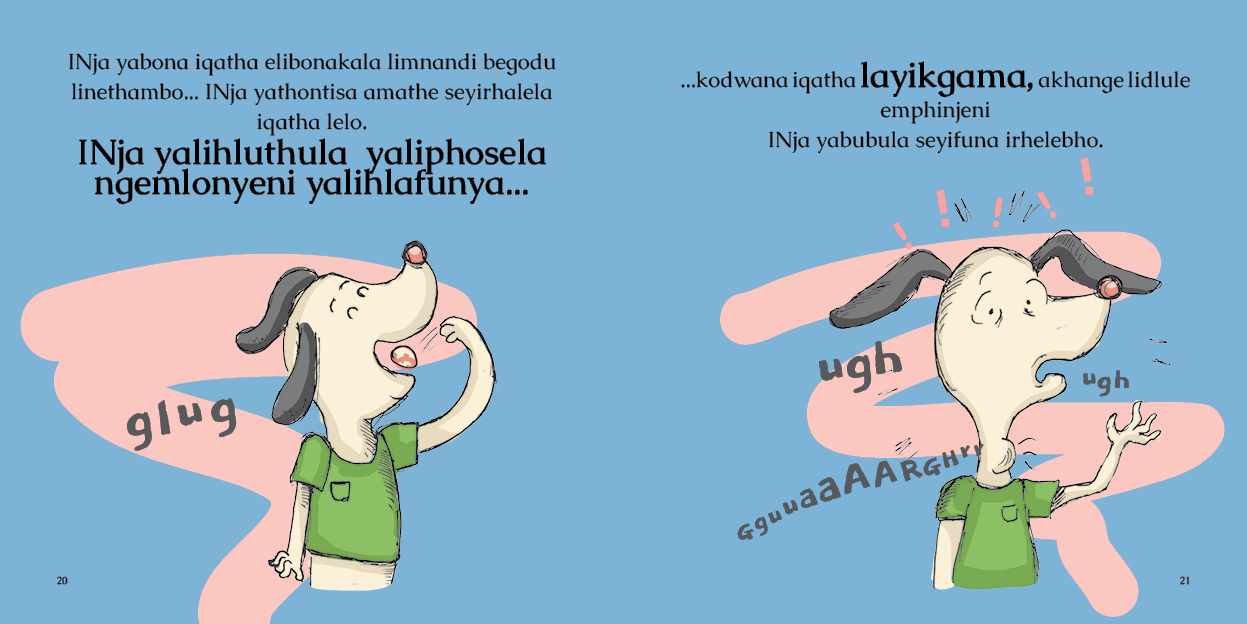 INja yabona iqatha elibonakala limnandi begodu
linethambo... INja yathontisa amathe seyirhalela
iqatha lelo.
INja yalihluthula yaliphosela
ngemlonyeni yalihlafunya...
glug
20
...kodwana iqatha layikgama, akhange lidlule
emphinjeni
INja yabubula seyifuna irhelebho.
! ! ! ! !
ugh
ugh
GguuaaAARGHrr
21